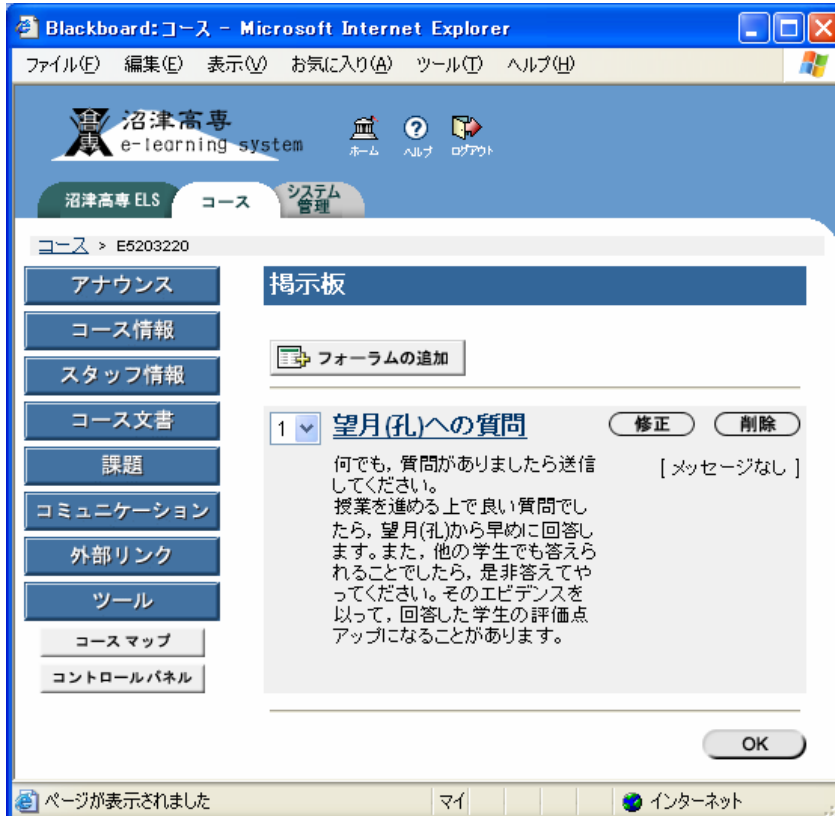 Blackboard:コース - Microsoft Internet Explorer
ファイル(F) 編集(E) 表示(V) お気に入り(A) ツール(T) ヘルプ(H)
沼津高専
e-learning system
ホーム ヘルプ ログアウト
沼津高専 ELS
コース
システム
管理
コース > E5203220
アナウンス
コース情報
スタッフ情報
コース文書
課題
コミュニケーション
外部リンク
ツール
コース マップ
コントロール パネル
掲示板
フォーラムの追加
1 望月(孔)への質問 修正 削除
[ メッセージなし ]
何でも, 質問がありましたら送信
してください。
授業を進める上で良い質問でし
たら, 望月(孔)から早めに回答し
ます。また, 他の学生でも答えら
れることでしたら, 是非答えてや
ってください。そのエビデンスを
以って, 回答した学生の評価点
アップになることがあります。
OK
ページが表示されました マイ インターネット